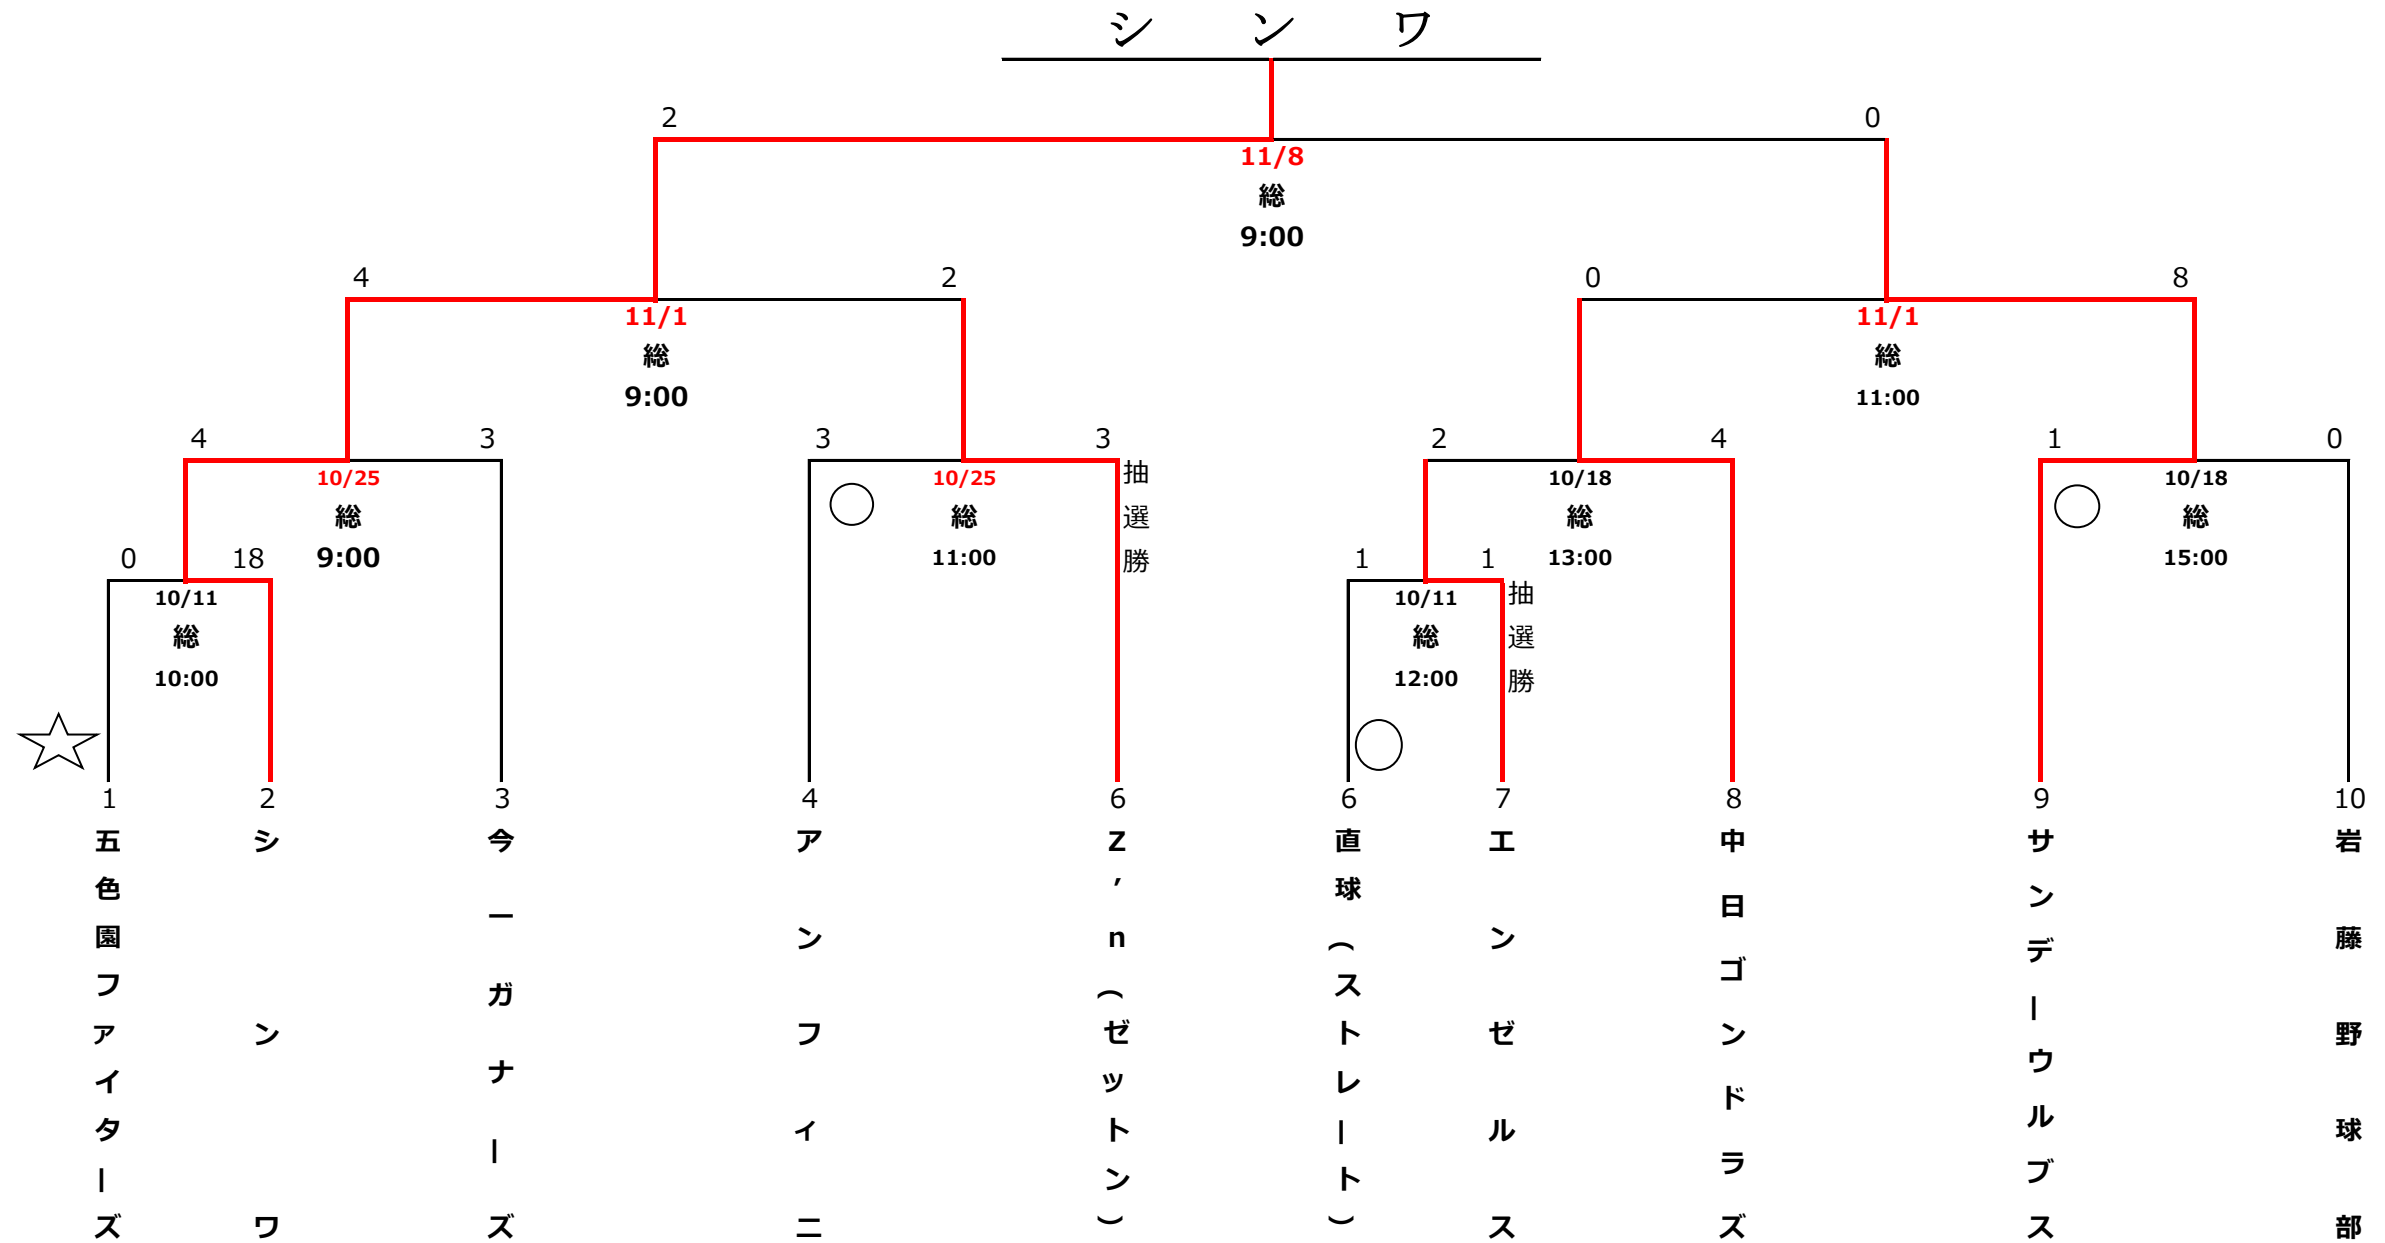 シンワ
2 0
11/8
総
9:00
4 2 0 8
11/1
総
9:00
11/1
総
11:00
4 3 3 3 2 4 1 0
10/25
総
9:00
10/25
総
11:00
抽選勝
10/18
総
13:00
10/18
総
15:00
0 18
10/11
総
10:00
1 1
10/11
総
12:00
抽選勝
1 2 3 4 6 6 7 8 9 10
五色園ファイターズ
シンワ
今一ガナーズ
アンフィニ
Z’n(ゼットン)
直球(ストレート)
エンゼルス
中日ゴンドラズ
サンデーウルブス
岩藤野球部